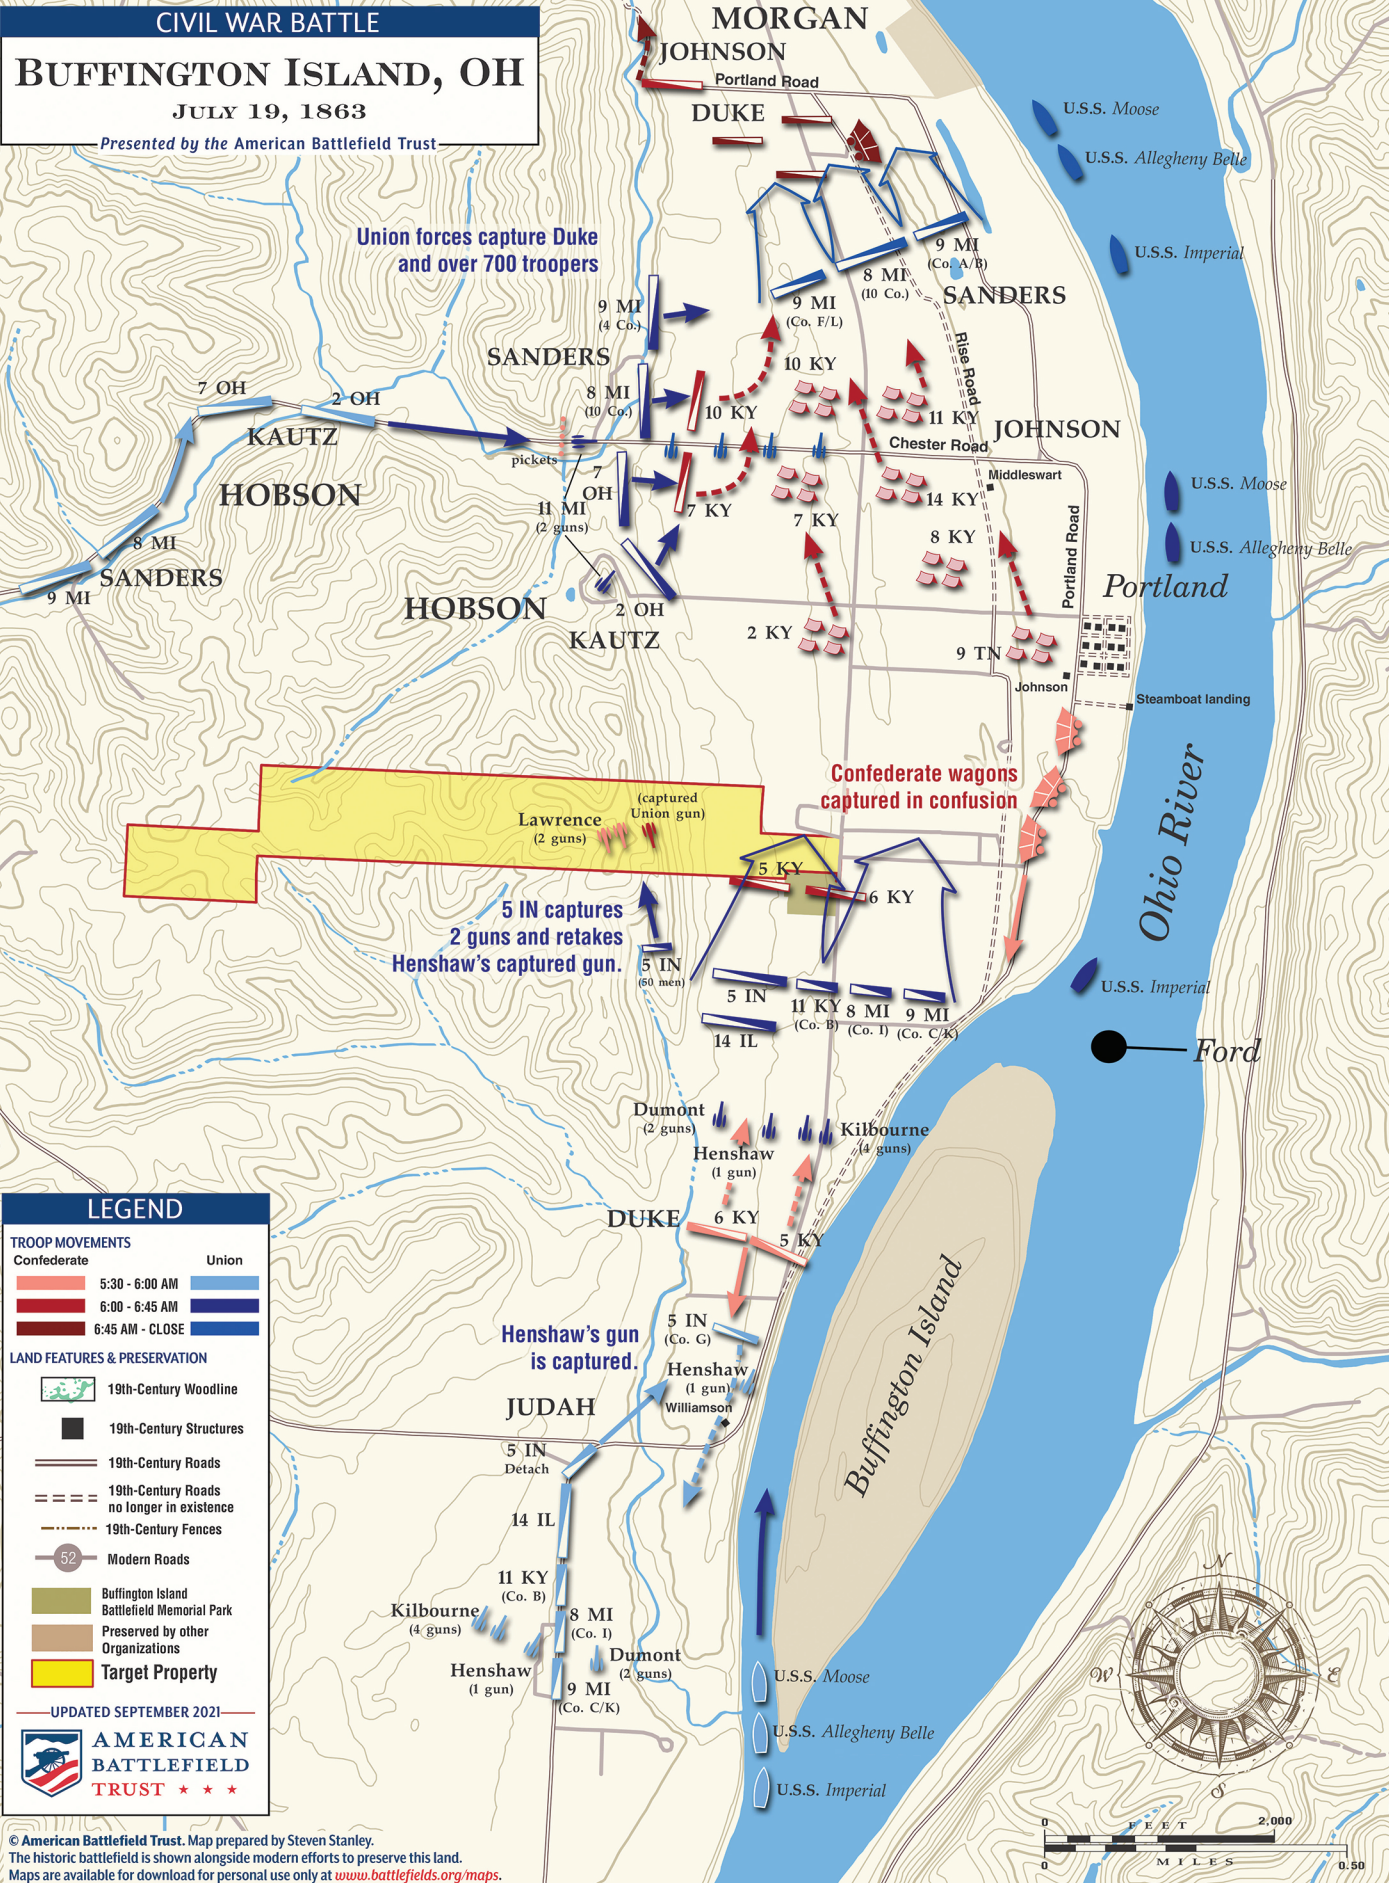 CIVIL WAR BATTLE
BUFFINGTON ISLAND, OH
JULY 19, 1863
Presented by the American Battlefield Trust
MORGAN
JOHNSON
Portland Road
DUKE
U.S.S. Moose
U.S.S. Allegheny Belle
U.S.S. Imperial
Union forces capture Duke
and over 700 troopers
9 MI
(Co. A/B)
8 MI
(10 Co.)
9 MI
(Co. F/L)
SANDERS
9 MI
(4 Co.)
SANDERS
8 MI
(10 Co.)
10 KY
10 KY
11 KY
Rise Road
JOHNSON
Chester Road
Middleswart
7 OH
2 OH
KAUTZ
HOBSON
8 MI
SANDERS
9 MI
pickets
11 MI
(2 guns)
7
OH
7 KY
7 KY
14 KY
8 KY
Portland Road
Portland
U.S.S. Moose
U.S.S. Allegheny Belle
HOBSON
2 OH
KAUTZ
2 KY
9 TN
Johnson
Steamboat landing
Ohio River
Confederate wagons
captured in confusion
(captured
Union gun)
Lawrence
(2 guns)
5 KY
6 KY
5 IN captures
2 guns and retakes
Henshaw's captured gun.
5 IN
(50 men)
5 IN
11 KY
(Co. B)
8 MI
(Co. I)
9 MI
(Co. C/K)
14 IL
U.S.S. Imperial
Ford
Dumont
(2 guns)
Kilbourne
(4 guns)
Henshaw
(1 gun)
DUKE
6 KY
5 KY
5 IN
(Co. G)
Henshaw's gun
is captured.
Henshaw
(1 gun)
Williamson
JUDAH
5 IN
Detach
14 IL
11 KY
(Co. B)
Kilbourne
(4 guns)
8 MI
(Co. I)
Henshaw
(1 gun)
Dumont
(2 guns)
9 MI
(Co. C/K)
Buffington Island
U.S.S. Moose
U.S.S. Allegheny Belle
U.S.S. Imperial
LEGEND
TROOP MOVEMENTS
Confederate Union
5:30 - 6:00 AM
6:00 - 6:45 AM
6:45 AM - CLOSE
LAND FEATURES & PRESERVATION
19th-Century Woodline
19th-Century Structures
19th-Century Roads
19th-Century Roads
no longer in existence
19th-Century Fences
52 Modern Roads
Buffington Island
Battlefield Memorial Park
Preserved by other
Organizations
Target Property
UPDATED SEPTEMBER 2021
AMERICAN
BATTLEFIELD
TRUST ★ ★ ★
© American Battlefield Trust. Map prepared by Steven Stanley.
The historic battlefield is shown alongside modern efforts to preserve this land.
Maps are available for download for personal use only at www.battlefields.org/maps.
N
W
E
S
0 FEET 2,000
0 MILES 0.50